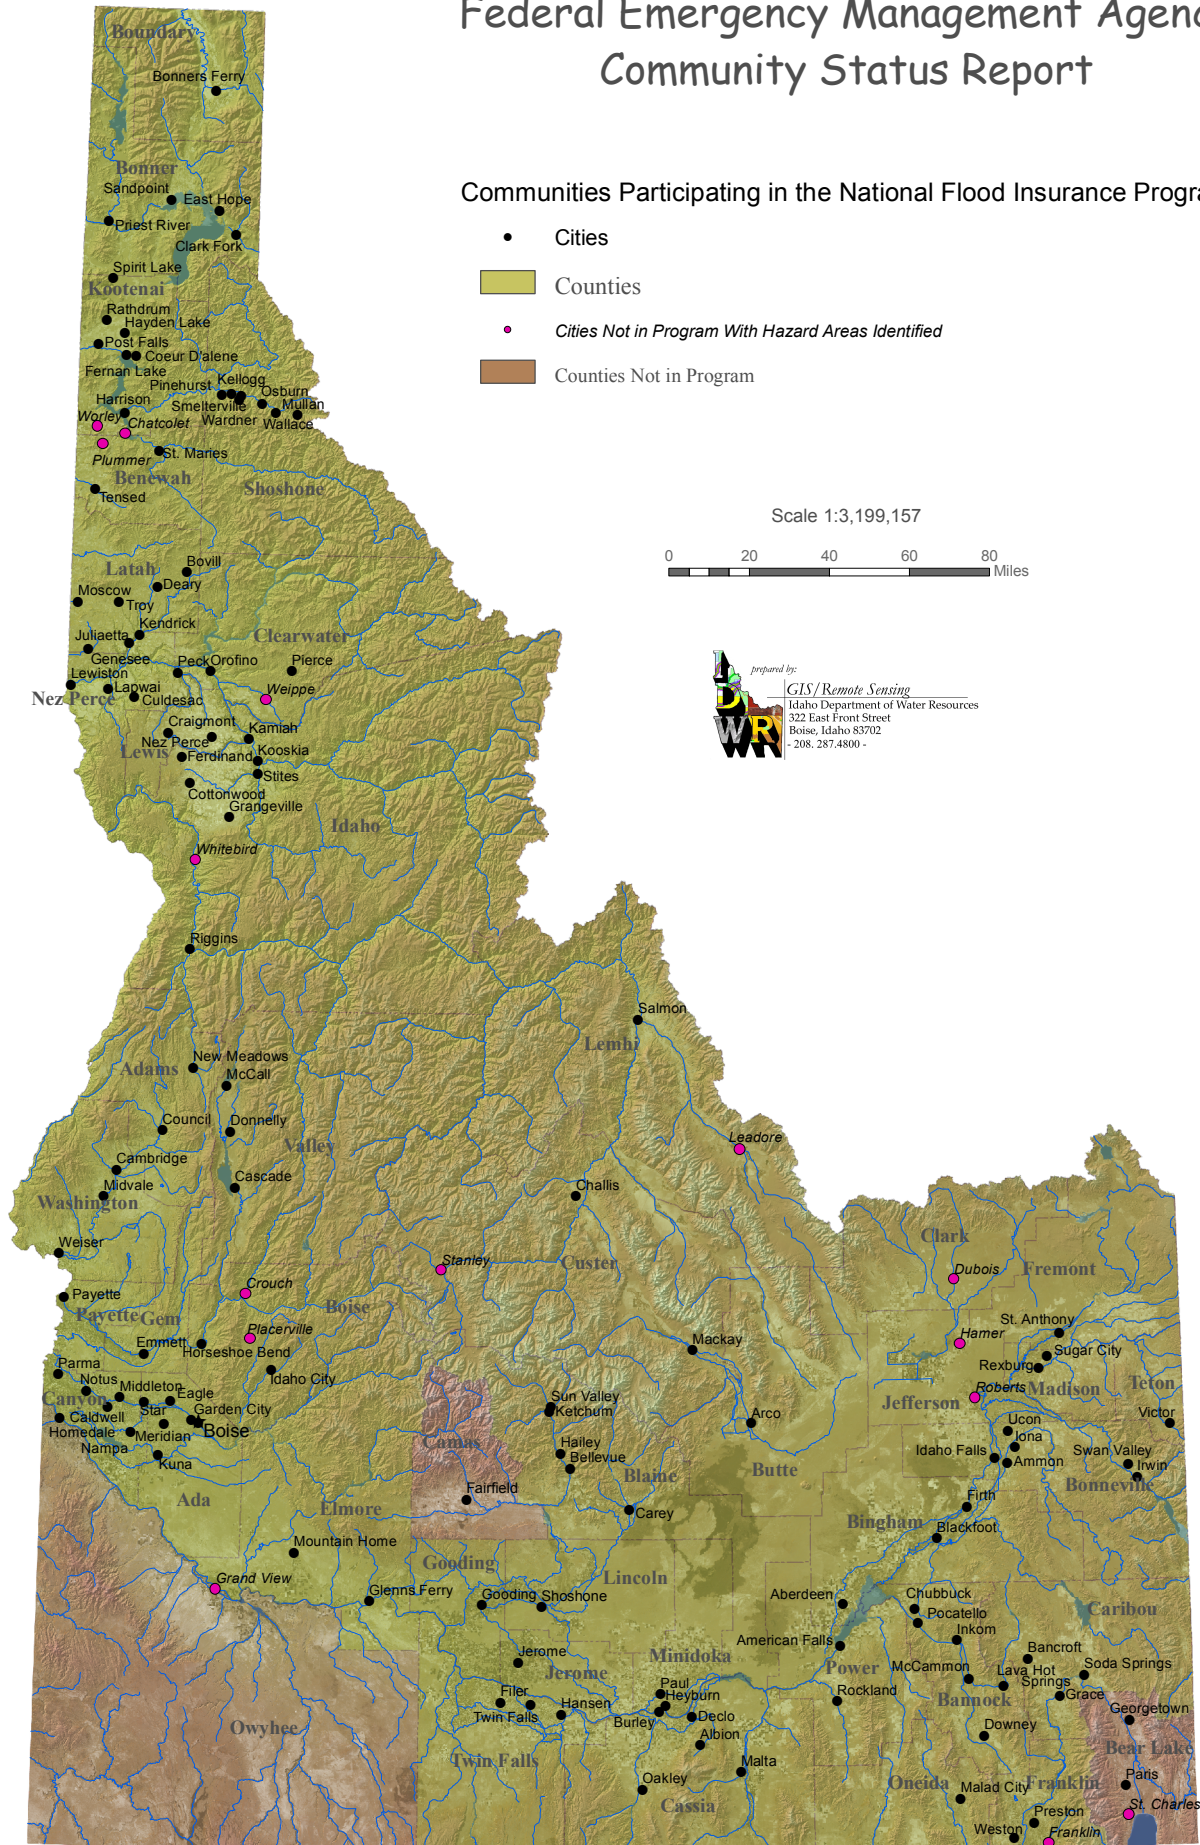 Federal Emergency Management Agenc
Community Status Report
Communities Participating in the National Flood Insurance Progra
Cities
Counties
Cities Not in Program With Hazard Areas Identified
Counties Not in Program
Scale 1:3,199,157
0 20 40 60 80
Miles
IDWR
prepared by:
GIS/Remote Sensing
Idaho Department of Water Resources
322 East Front Street
Boise, Idaho 83702
- 208. 287.4800 -
Boundary
Bonners Ferry
Bonner
Sandpoint
East Hope
Priest River
Clark Fork
Spirit Lake
Kootenai
Rathdrum
Hayden Lake
Post Falls
Coeur D'alene
Fernan Lake
Pinehurst
Kellogg
Osburn
Harrison
Smelterville
Mullan
Worley
Chatcolet
Wardner
Wallace
Plummer
St. Maries
Benewah
Shoshone
Tensed
Latah
Bovill
Deary
Moscow
Troy
Kendrick
Juliaetta
Clearwater
Genesee
Peck
Orofino
Pierce
Lewiston
Lapwai
Weippe
Nez Perce
Culdesac
Craigmont
Kamiah
Nez Perce
Lewis
Ferdinand
Kooskia
Stites
Cottonwood
Grangeville
Idaho
Whitebird
Riggins
Salmon
Lemhi
New Meadows
Adams
McCall
Council
Donnelly
Valley
Leadore
Cambridge
Cascade
Challis
Midvale
Washington
Weiser
Clark
Stanley
Custer
Dubois
Fremont
Crouch
Payette
Boise
Payette
Gem
Placerville
St. Anthony
Emmett
Horseshoe Bend
Mackay
Hamer
Sugar City
Parma
Idaho City
Rexburg
Notus
Middleton
Eagle
Sun Valley
Roberts
Madison
Teton
Canyon
Star
Garden City
Ketchum
Jefferson
Caldwell
Boise
Arco
Ucon
Victor
Homedale
Meridian
Camas
Hailey
Iona
Nampa
Bellevue
Idaho Falls
Ammon
Swan Valley
Irwin
Kuna
Blaine
Butte
Bonneville
Ada
Fairfield
Firth
Elmore
Carey
Bingham
Blackfoot
Mountain Home
Gooding
Grand View
Lincoln
Glenns Ferry
Gooding
Shoshone
Aberdeen
Chubbuck
Caribou
Pocatello
Inkom
American Falls
Jerome
Minidoka
Bancroft
Jerome
Power
McCammon
Lava Hot
Springs
Soda Springs
Filer
Paul
Heyburn
Rockland
Grace
Twin Falls
Hansen
Burley
Declo
Bannock
Georgetown
Owyhee
Albion
Downey
Bear Lake
Twin Falls
Malta
Oakley
Oneida
Malad City
Franklin
Paris
Cassia
Preston
St. Charles
Weston
Franklin